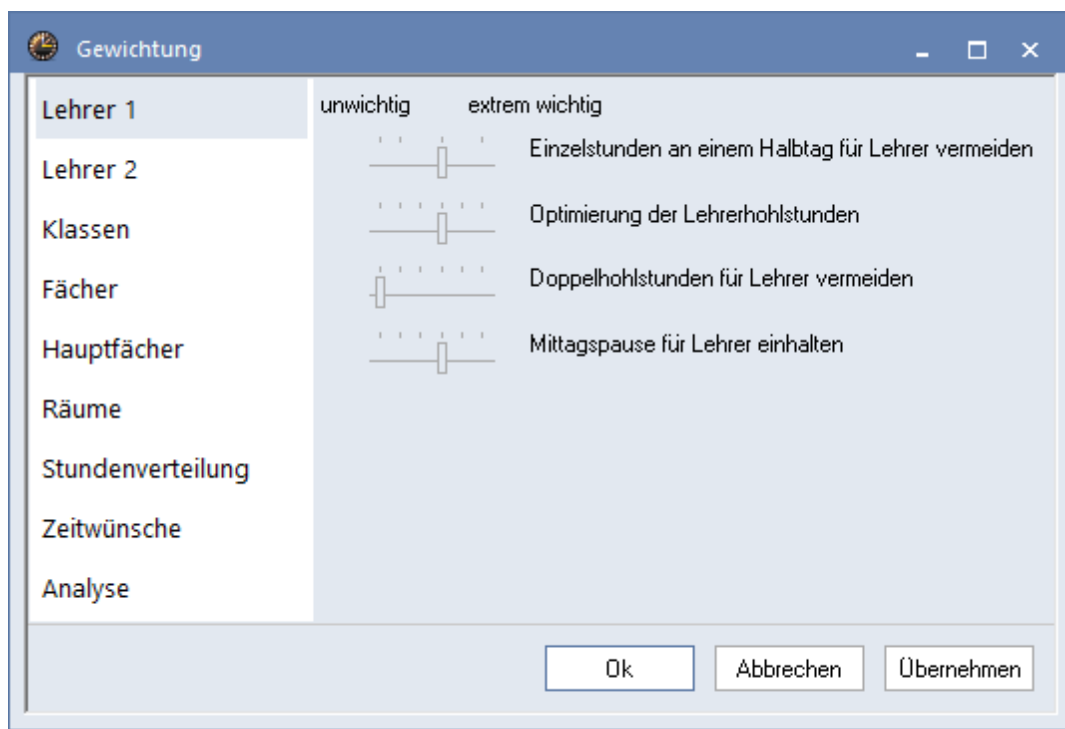 Gewichtung
Lehrer 1
Lehrer 2
Klassen
Fächer
Hauptfächer
Räume
Stundenverteilung
Zeitwünsche
Analyse
unwichtig extrem wichtig
Einzelstunden an einem Halbtag für Lehrer vermeiden
Optimierung der Lehrerhohlstunden
Doppelhohlstunden für Lehrer vermeiden
Mittagspause für Lehrer einhalten
Ok Abbrechen Übernehmen